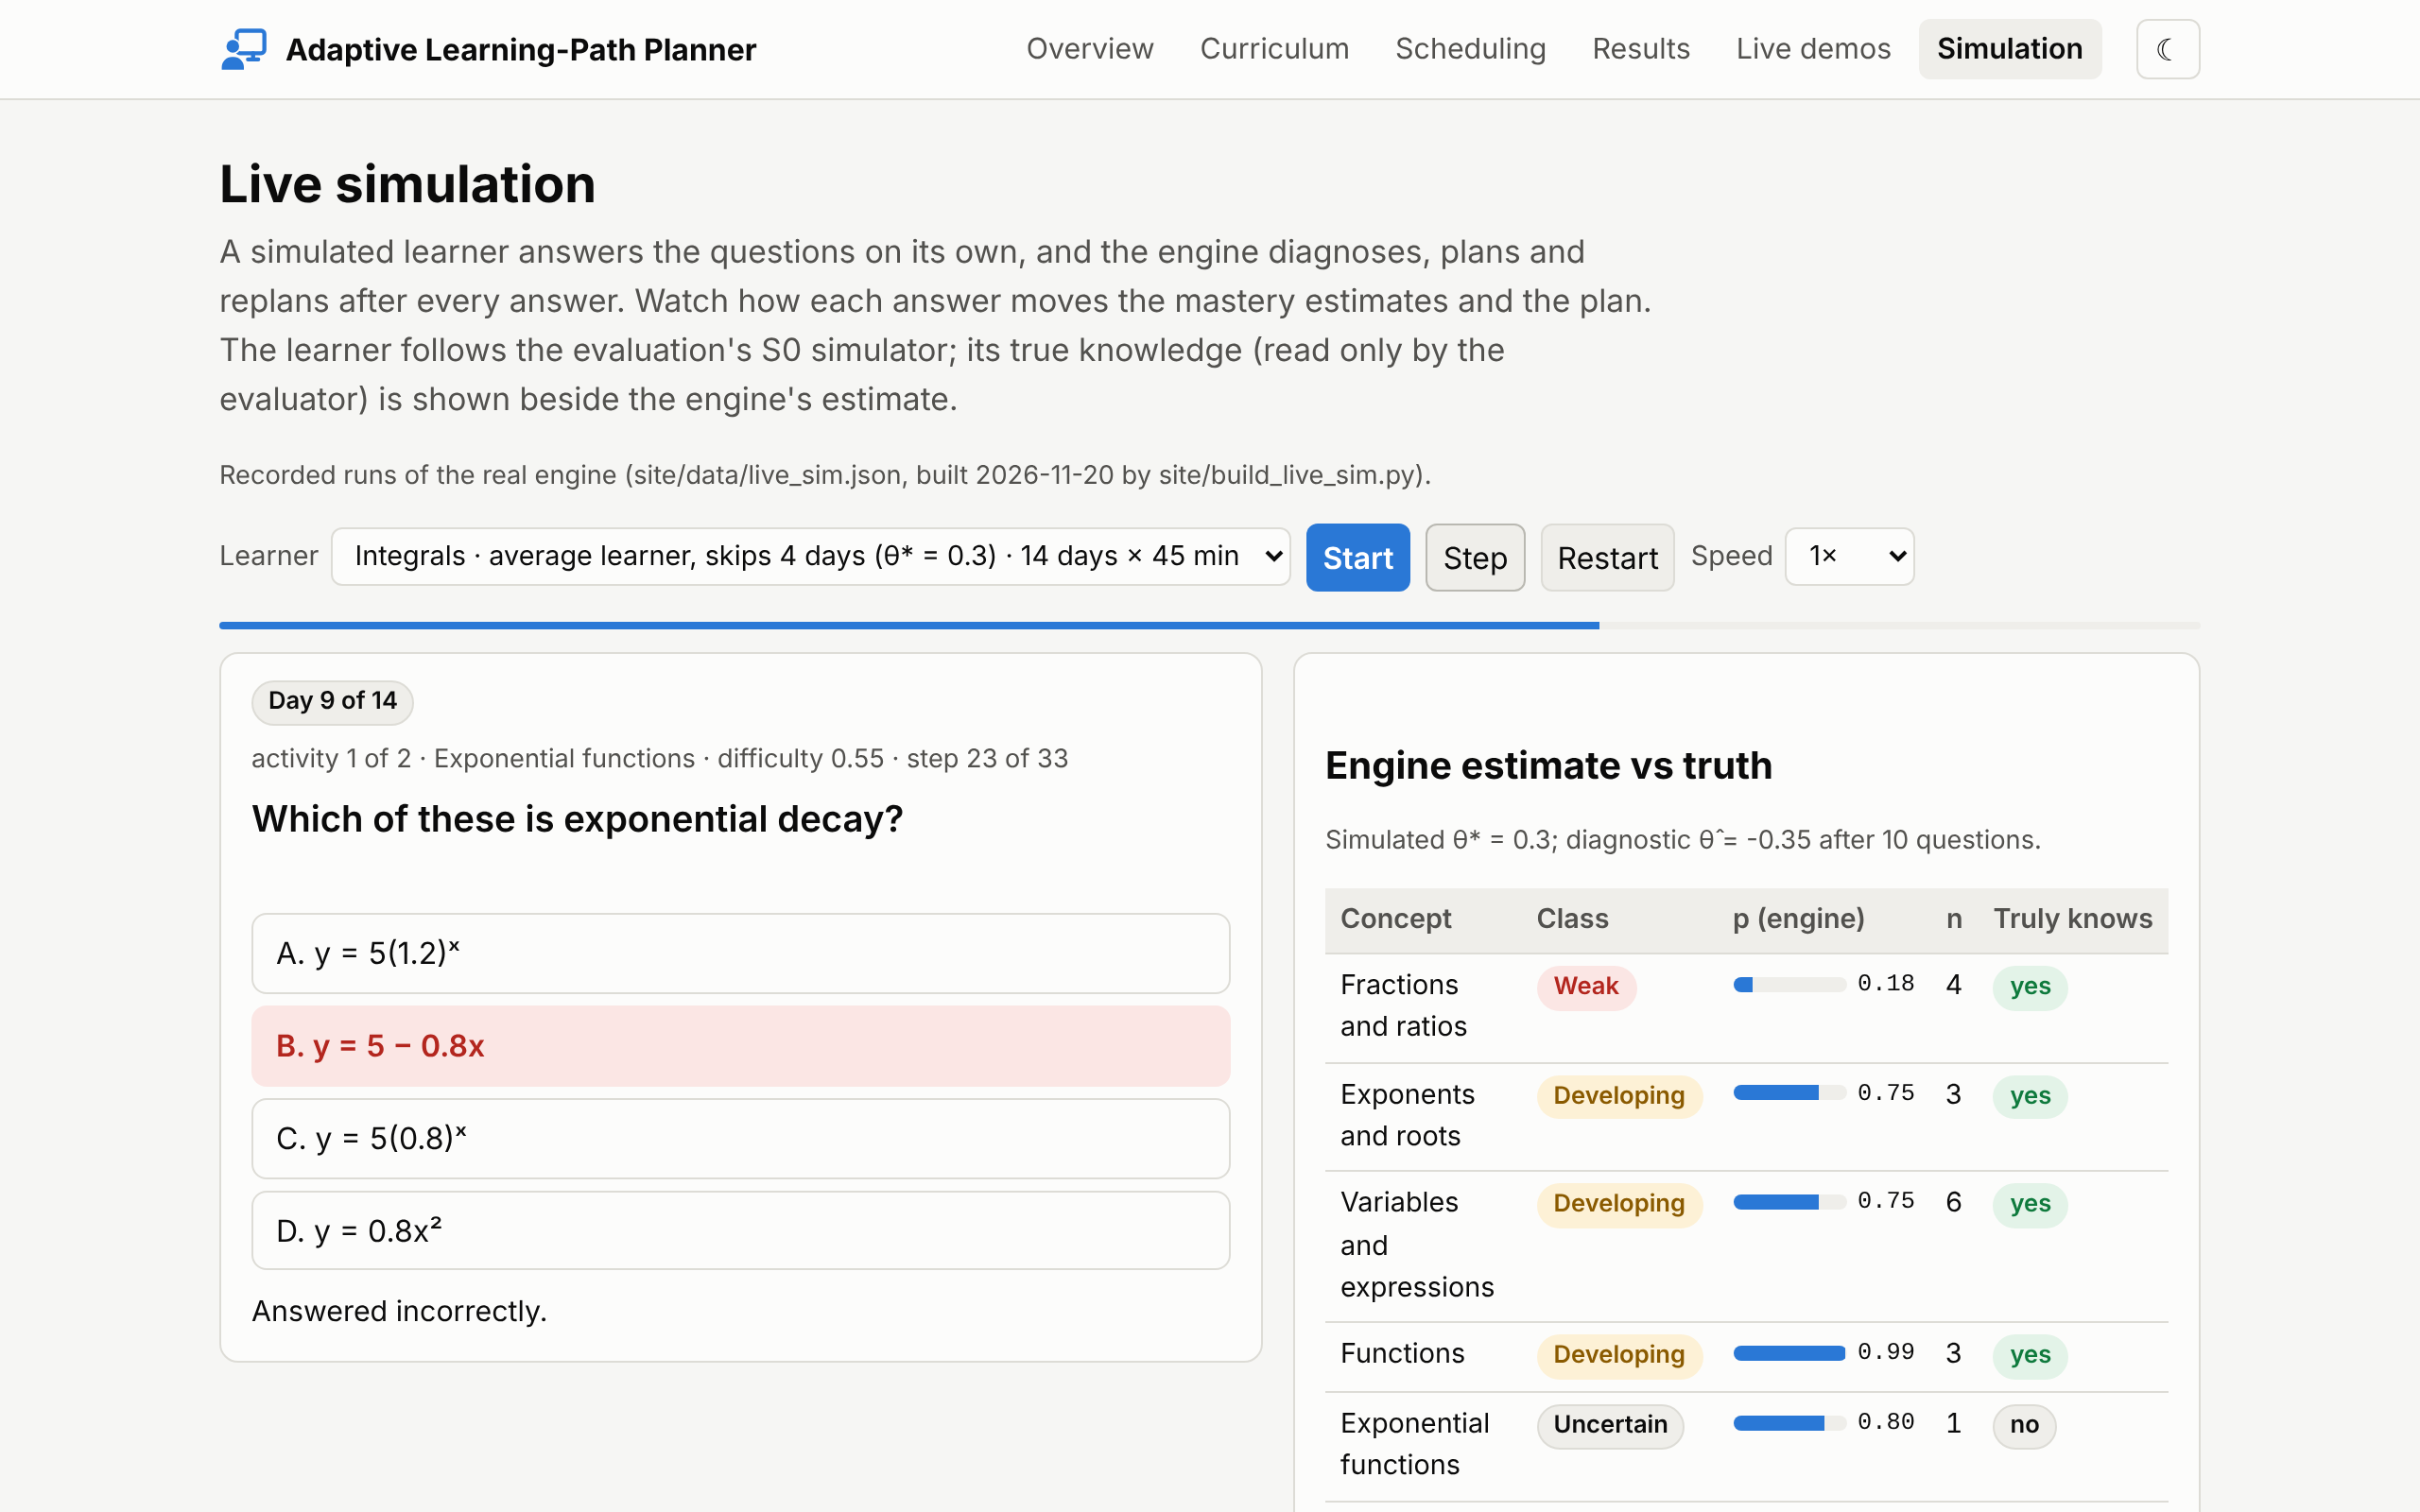 Adaptive Learning-Path Planner
Overview
Curriculum
Scheduling
Results
Live demos
Simulation
Live simulation
A simulated learner answers the questions on its own, and the engine diagnoses, plans and
replans after every answer. Watch how each answer moves the mastery estimates and the plan.
The learner follows the evaluation's S0 simulator; its true knowledge (read only by the
evaluator) is shown beside the engine's estimate.
Recorded runs of the real engine (site/data/live_sim.json, built 2026-11-20 by site/build_live_sim.py).
Learner
Integrals · average learner, skips 4 days (θ* = 0.3) · 14 days × 45 min
Start
Step
Restart
Speed
1×
Day 9 of 14
activity 1 of 2 · Exponential functions · difficulty 0.55 · step 23 of 33
Which of these is exponential decay?
A. y = 5(1.2)ˣ
B. y = 5 − 0.8x
C. y = 5(0.8)ˣ
D. y = 0.8x²
Answered incorrectly.
Engine estimate vs truth
Simulated θ* = 0.3; diagnostic θ̂ = -0.35 after 10 questions.
Concept Class p (engine) n Truly knows
Fractions Weak 0.18 4 yes
and ratios
Exponents Developing 0.75 3 yes
and roots
Variables Developing 0.75 6 yes
and
expressions
Functions Developing 0.99 3 yes
Exponential Uncertain 0.80 1 no
functions